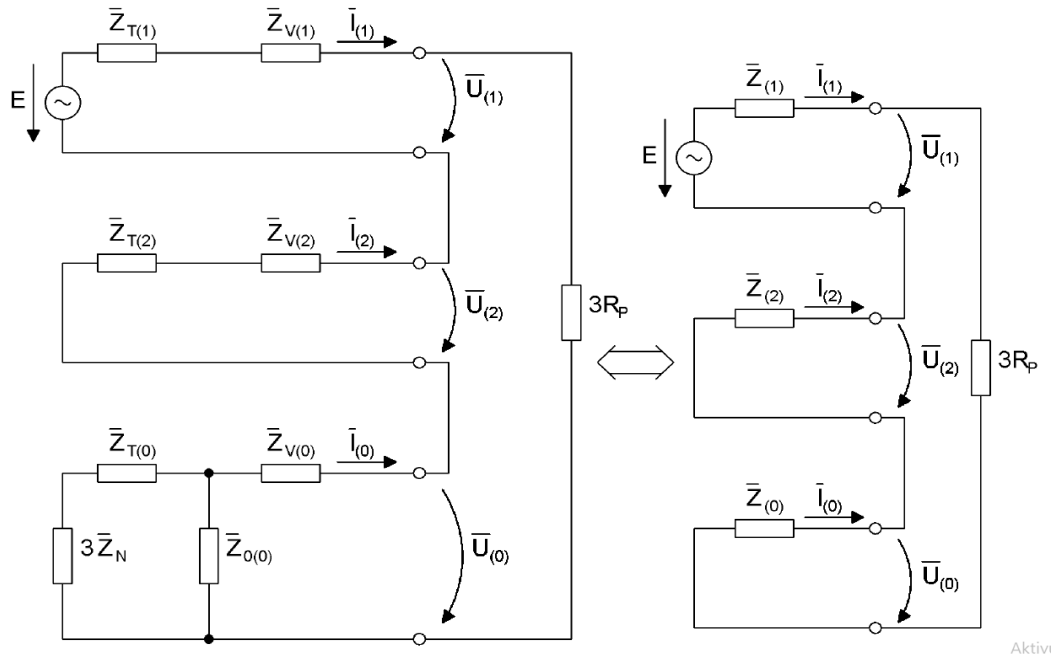 Z̅T(1) Z̅V(1) I̅(1)
E
U̅(1)
Z̅T(2) Z̅V(2) I̅(2)
U̅(2)
3RP
Z̅T(0) Z̅V(0) I̅(0)
3Z̅N
Z̅0(0)
U̅(0)
Z̅(1) I̅(1)
E
U̅(1)
Z̅(2) I̅(2)
U̅(2)
3RP
Z̅(0) I̅(0)
U̅(0)
Aktivu